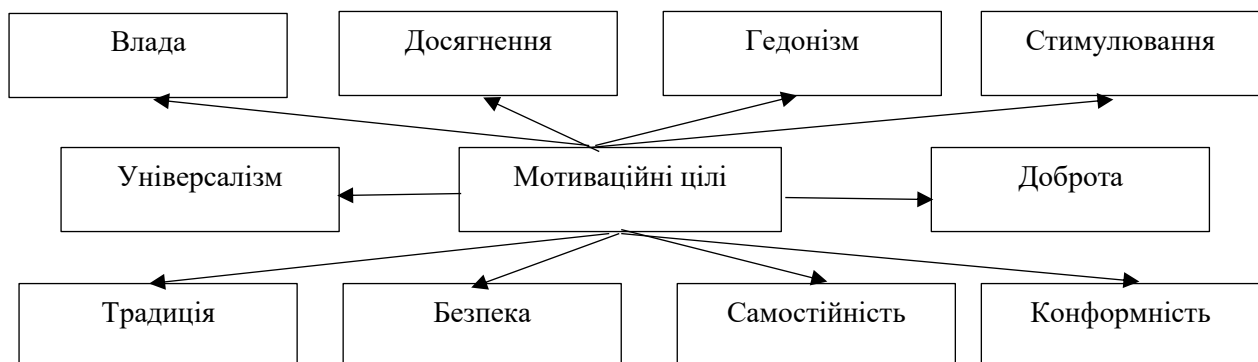 Влада
Досягнення
Гедонізм
Стимулювання
Універсалізм
Мотиваційні цілі
Доброта
Традиція
Безпека
Самостійність
Конформність